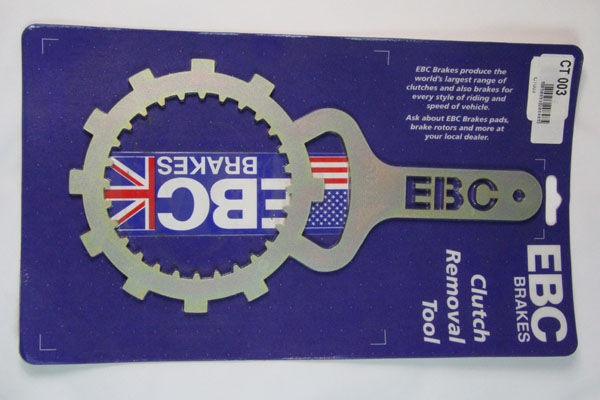 EBC Brakes produce the
world's largest range of
clutches and also brakes for
every style of riding and
speed of vehicle.
Ask about EBC Brakes pads,
brake rotors and more at
your local dealer.
CT 003
EBC
BRAKES
EBC
EBC
BRAKES
Clutch
Removal
Tool